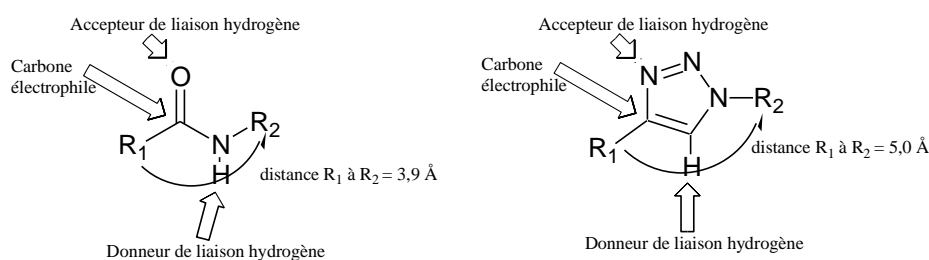 Accepteur de liaison hydrogène
Carbone
électrophile
O
R1
N
R2
H
distance R1 à R2 = 3,9 Å
Donneur de liaison hydrogène
Accepteur de liaison hydrogène
Carbone
électrophile
N
N
N
R2
R1
H
distance R1 à R2 = 5,0 Å
Donneur de liaison hydrogène